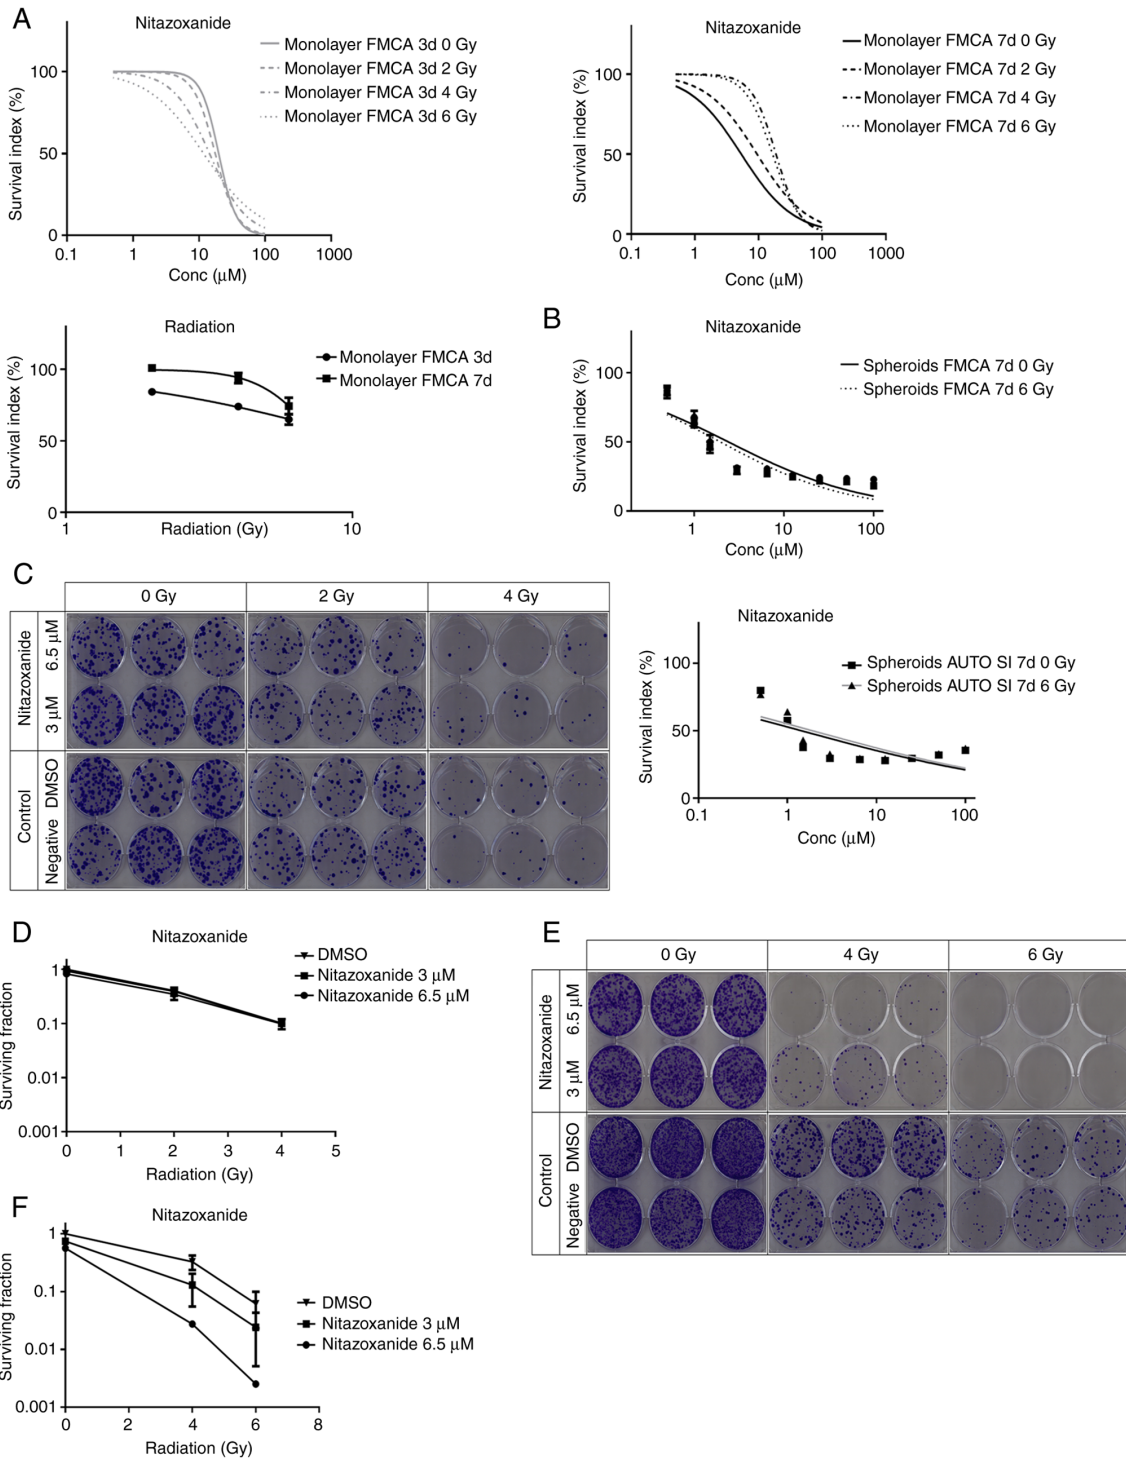 A
Nitazoxanide
Survival index (%)
100
50
0
0.1
1
10
100
1000
Conc (µM)
Monolayer FMCA 3d 0 Gy
Monolayer FMCA 3d 2 Gy
Monolayer FMCA 3d 4 Gy
Monolayer FMCA 3d 6 Gy
Nitazoxanide
Survival index (%)
100
50
0
0.1
1
10
100
1000
Conc (µM)
Monolayer FMCA 7d 0 Gy
Monolayer FMCA 7d 2 Gy
Monolayer FMCA 7d 4 Gy
Monolayer FMCA 7d 6 Gy
Radiation
Survival index (%)
100
50
0
1
Radiation (Gy)
10
Monolayer FMCA 3d
Monolayer FMCA 7d
B
Nitazoxanide
Survival index (%)
100
50
0
1
10
100
Conc (µM)
Spheroids FMCA 7d 0 Gy
Spheroids FMCA 7d 6 Gy
C
0 Gy
2 Gy
4 Gy
Nitazoxanide
6.5 µM
3 µM
Control
DMSO
Negative
Nitazoxanide
Survival index (%)
100
50
0
0.1
1
10
100
Conc (µM)
Spheroids AUTO SI 7d 0 Gy
Spheroids AUTO SI 7d 6 Gy
D
Nitazoxanide
Surviving fraction
1
0.1
0.01
0.001
0
1
2
3
4
5
Radiation (Gy)
DMSO
Nitazoxanide 3 µM
Nitazoxanide 6.5 µM
E
0 Gy
4 Gy
6 Gy
Nitazoxanide
6.5 µM
3 µM
Control
DMSO
Negative
F
Nitazoxanide
Surviving fraction
1
0.1
0.01
0.001
0
2
4
6
8
Radiation (Gy)
DMSO
Nitazoxanide 3 µM
Nitazoxanide 6.5 µM